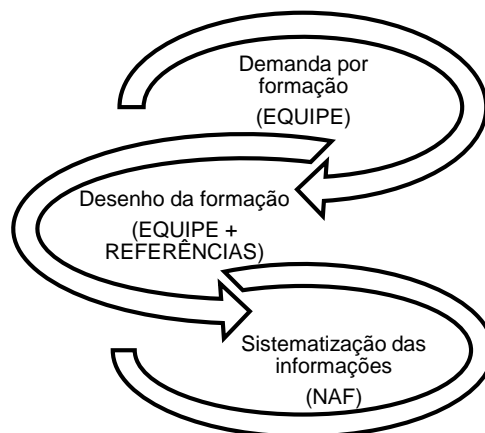 Demanda por
formação
(EQUIPE)
Desenho da formação
(EQUIPE +
REFERÊNCIAS)
Sistematização das
informações
(NAF)